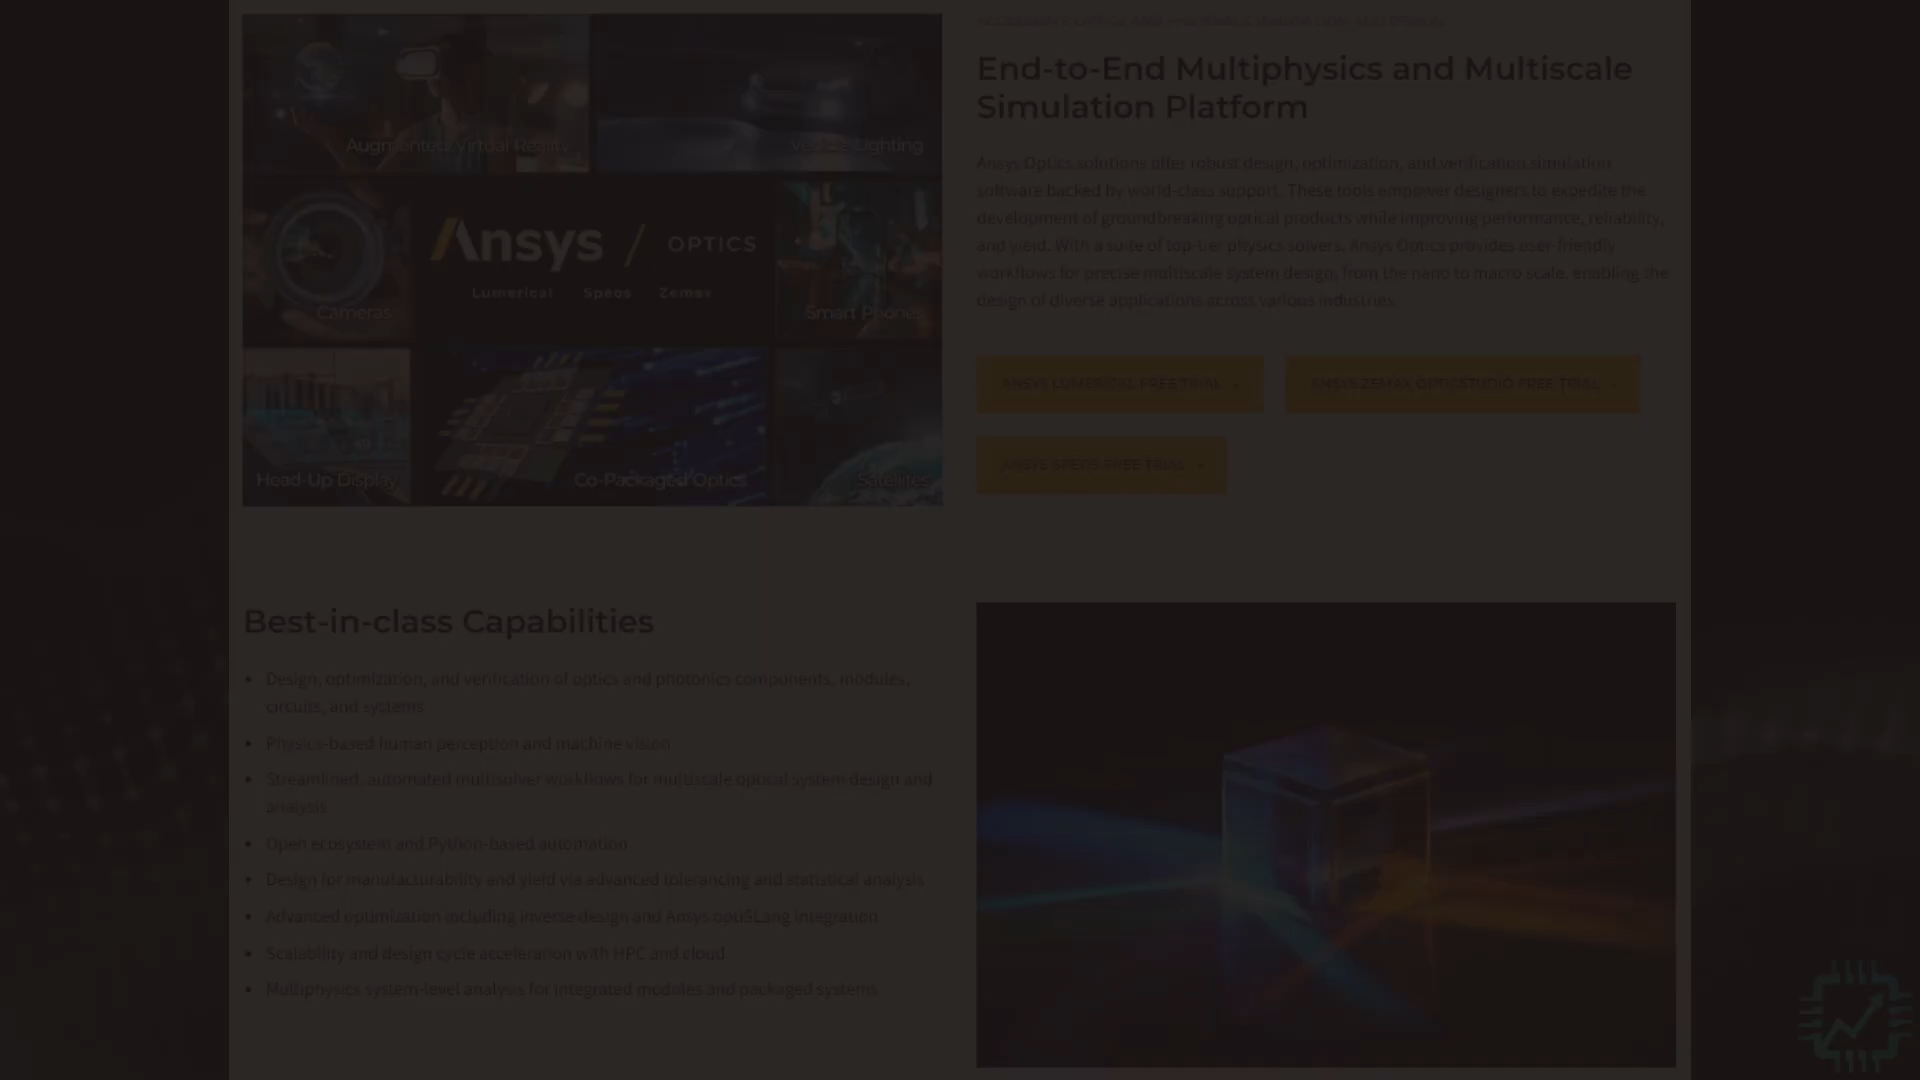 Augmented/Virtual Reality
Vehicle Lighting
Cameras
Ansys / OPTICS
Lumerical Speos Zemax
Smart Phones
Head-Up Display
Co-Packaged Optics
Satellites
End-to-End Multiphysics and Multiscale
Simulation Platform
Ansys Optics solutions offer robust design, optimization, and verification simulation
software backed by world-class support. These tools empower designers to expedite the
development of groundbreaking optical products while improving performance, reliability,
and yield. With a suite of top-tier physics solvers, Ansys Optics provides user-friendly
workflows for precise multiscale system design, from the nano to macro scale, enabling the
design of diverse applications across various industries.
ANSYS LUMERICAL FREE TRIAL
ANSYS ZEMAX OPTICSTUDIO FREE TRIAL
ANSYS SPEOS FREE TRIAL
Best-in-class Capabilities
• Design, optimization, and verification of optics and photonics components, modules,
circuits, and systems
• Physics-based human perception and machine vision
• Streamlined, automated multisolver workflows for multiscale optical system design and
analysis
• Open ecosystem and Python-based automation
• Design for manufacturability and yield via advanced tolerancing and statistical analysis
• Advanced optimization including inverse design and Ansys optiSLang integration
• Scalability and design cycle acceleration with HPC and cloud
• Multiphysics system-level analysis for integrated modules and packaged systems